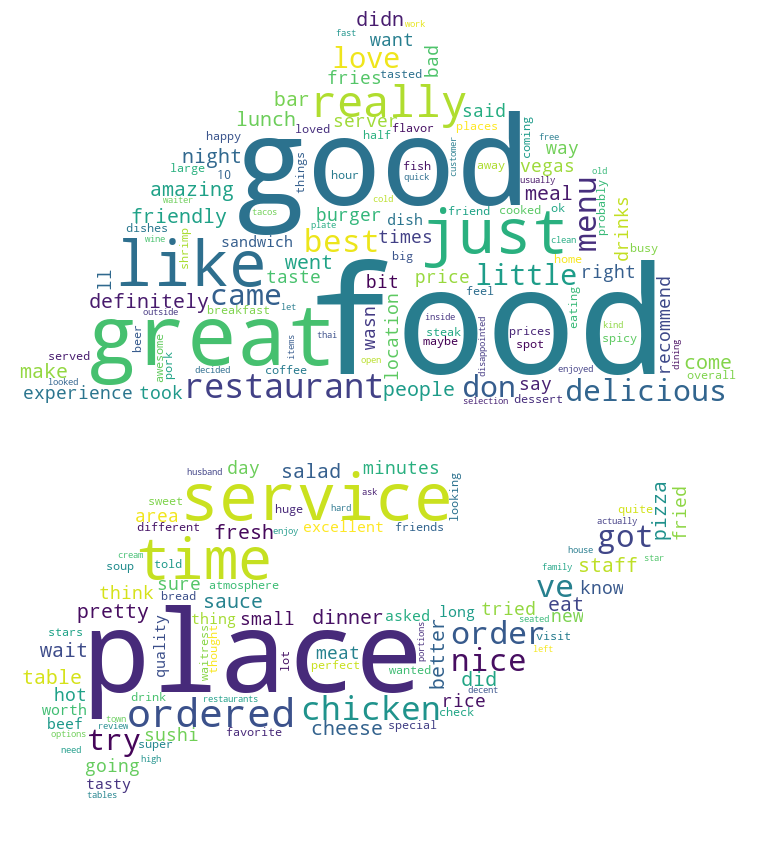 didn
work
fast
want
love
bad
fries
tasted
really
bar
said
lunch
server
places
good
happy
loved
half
flavor
coming
free
night
things
customer
way
large
10
hour
fish
quick
away
vegas
old
amazing
cold
usually
meal
menu
probably
waiter
friendly
tacos
burger
dish
friend
cooked
ok
drinks
dishes
plate
just
wine
shrimp
sandwich
best
times
clean
busy
like
went
big
home
ll
taste
bit
price
little
right
feel
definitely
came
food
recommend
outside
breakfast
let
wasn
location
inside
eating
kind
great
beer
items
thai
steak
maybe
prices
spot
spicy
served
awesome
pork
open
disappointed
dining
make
looked
decided
coffee
enjoyed
come
overall
experience
took
restaurant
people
don
say
delicious
selection
dessert
husband
day
salad
minutes
sweet
service
ask
looking
area
huge
hard
different
fresh
excellent
enjoy
friends
quite
pizza
fried
actually
got
cream
time
house
star
soup
told
family
staff
think
sure
atmosphere
ve
know
bread
sauce
eat
pretty
thing
small
dinner
asked
long
tried
seated
new
stars
wait
place
quality
waitress
thought
lot
meat
portions
better
order
visit
left
table
perfect
wanted
nice
decent
hot
drink
restaurants
did
worth
ordered
chicken
rice
check
beef
town
review
options
try
sushi
favorite
cheese
special
need
super
going
high
tasty
tables